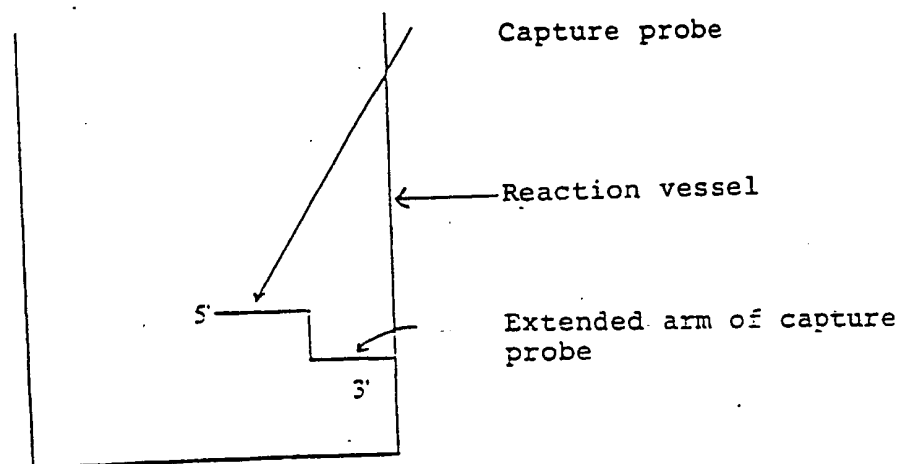 Capture probe
Reaction vessel
5'
Extended arm of capture
probe
3'